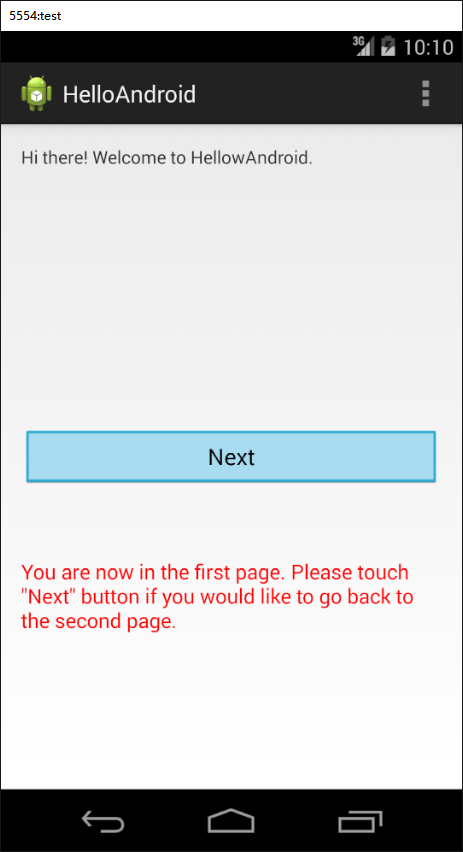 5554:test
3G 10:10
HelloAndroid
Hi there! Welcome to HellowAndroid.
Next
You are now in the first page. Please touch
"Next" button if you would like to go back to
the second page.